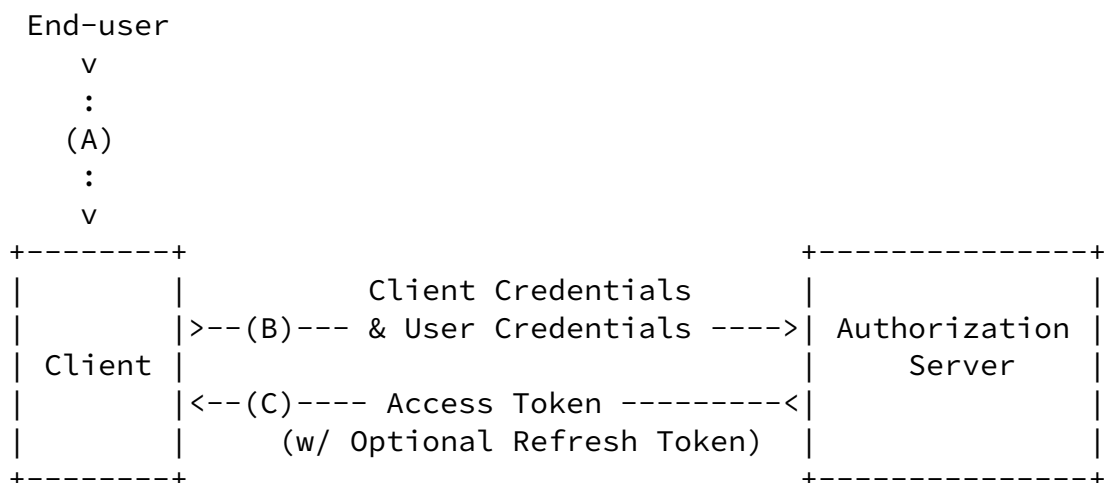 End-user
v
:
(A)
:
v
+--------+                                  +---------------+
|        |          Client Credentials      |               |
|        |>--(B)--- & User Credentials ---->| Authorization |
| Client |                                  |    Server     |
|        |<--(C)---- Access Token ---------<|               |
|        |     (w/ Optional Refresh Token)  |               |
+--------+                                  +---------------+